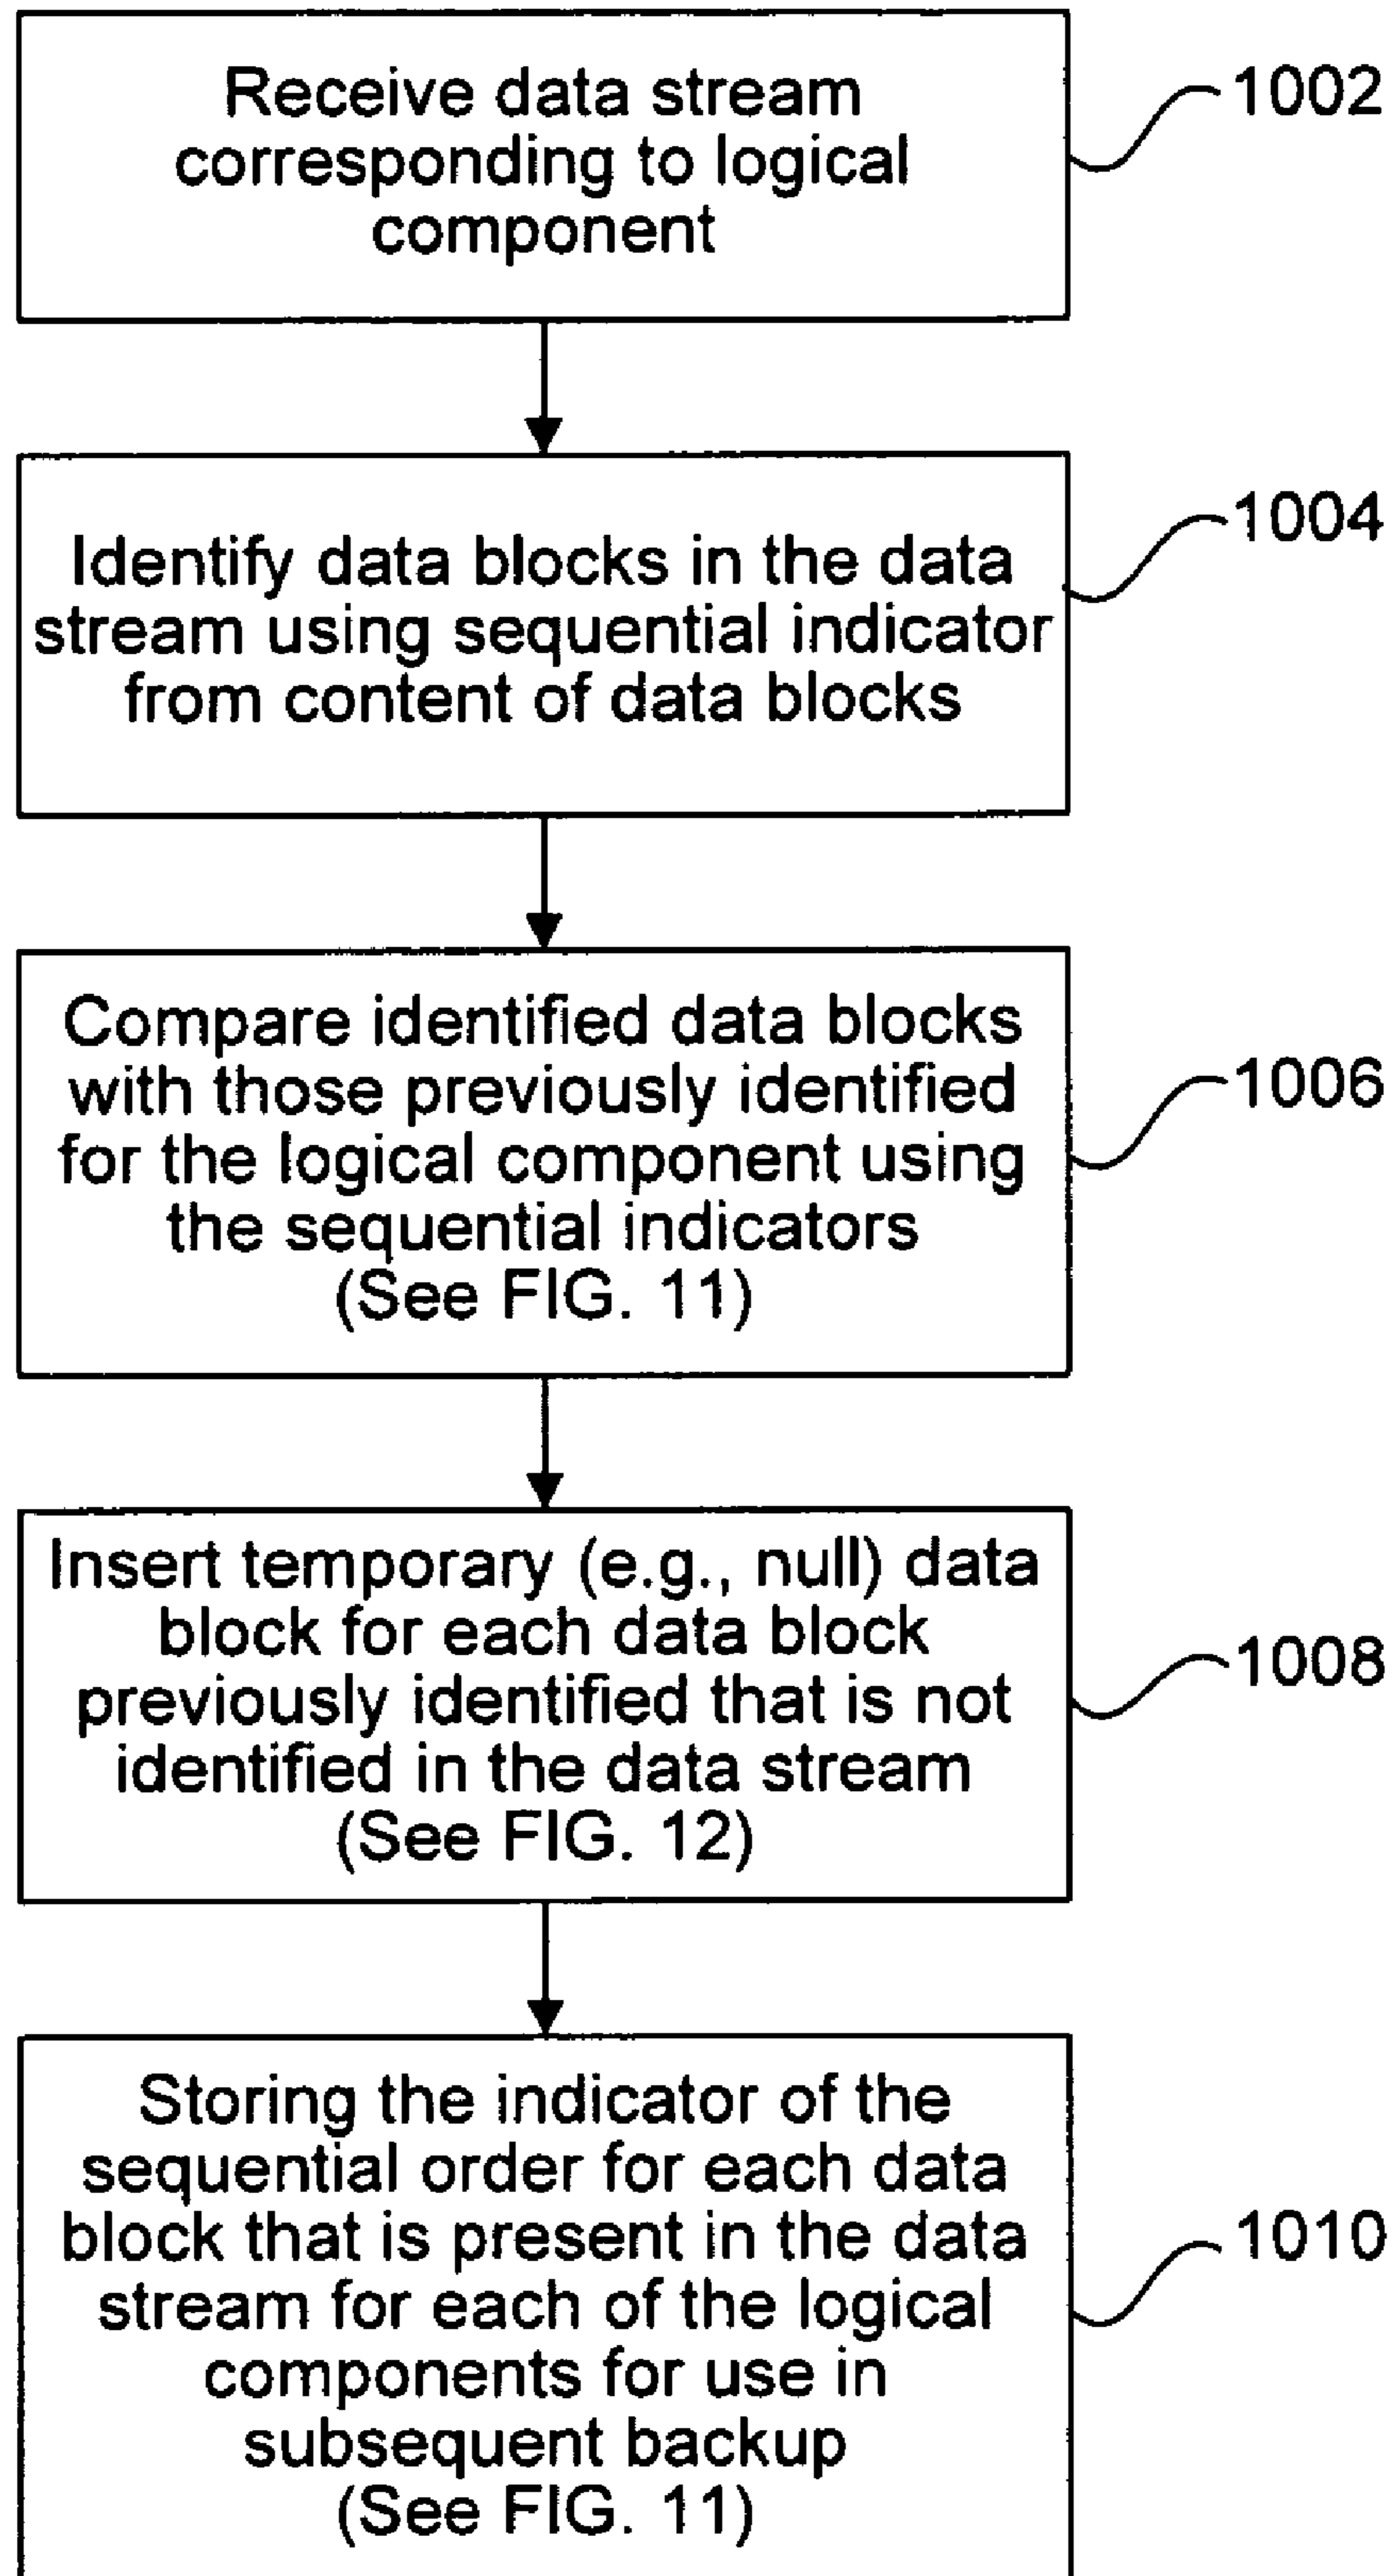 Receive data stream
corresponding to logical
component
1002
Identify data blocks in the data
stream using sequential indicator
from content of data blocks
1004
Compare identified data blocks
with those previously identified
for the logical component using
the sequential indicators
(See FIG. 11)
1006
Insert temporary (e.g., null) data
block for each data block
previously identified that is not
identified in the data stream
(See FIG. 12)
1008
Storing the indicator of the
sequential order for each data
block that is present in the data
stream for each of the logical
components for use in
subsequent backup
(See FIG. 11)
1010